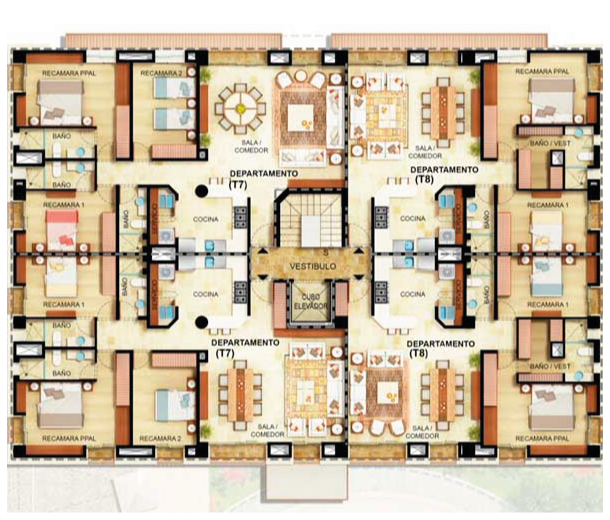 RECAMARA PPAL
RECAMARA 2
RECAMARA PPAL
BAÑO
SALA /
COMEDOR
SALA /
COMEDOR
BAÑO / VEST
DEPARTAMENTO
(T7)
DEPARTAMENTO
(T8)
BAÑO
RECAMARA 1
BAÑO
COCINA
COCINA
BAÑO
RECAMARA 1
S
VESTIBULO
RECAMARA 1
BAÑO
COCINA
CUBO
ELEVADOR
COCINA
BAÑO
RECAMARA 1
BAÑO
DEPARTAMENTO
(T7)
DEPARTAMENTO
(T8)
BAÑO
BAÑO / VEST
RECAMARA PPAL
RECAMARA 2
SALA /
COMEDOR
SALA /
COMEDOR
RECAMARA PPAL